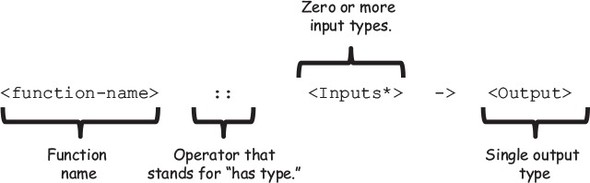 Zero or more
input types.
<function-name> :: <Inputs*> -> <Output>
Function
name
Operator that
stands for “has type.”
Single output
type